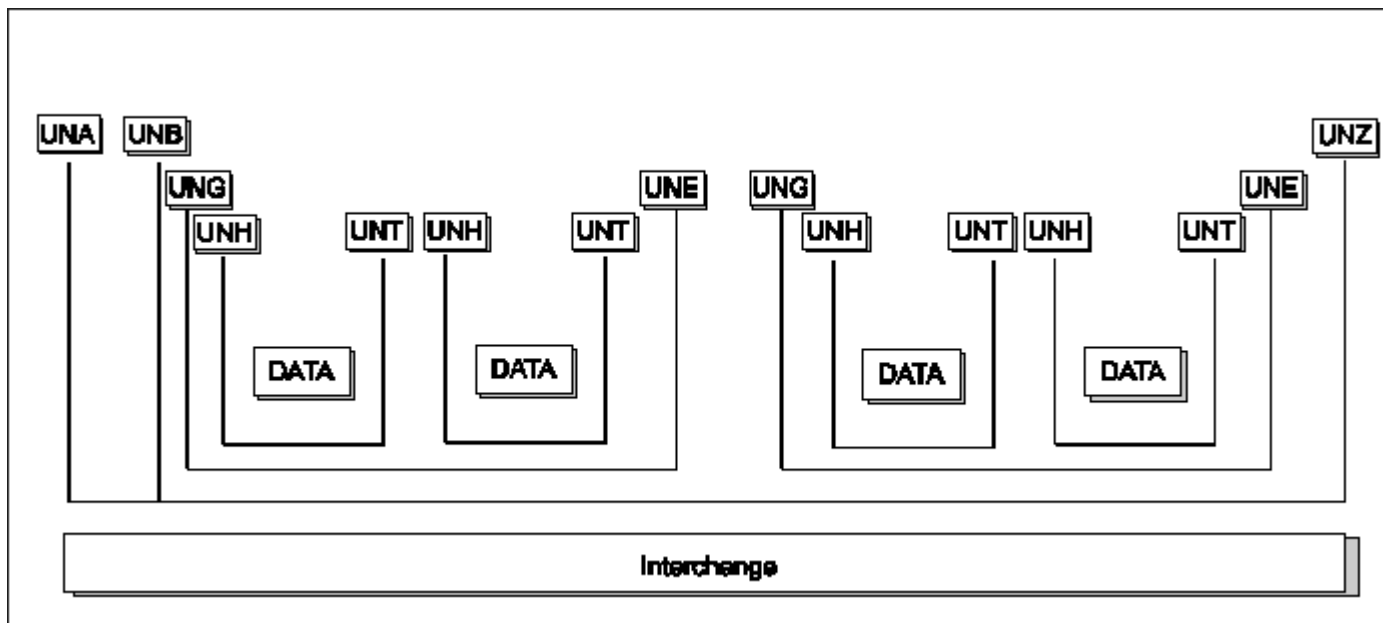 UNA UNB UNZ
UNG UNE UNG UNE
UNH UNT UNH UNT UNH UNT UNH UNT
DATA DATA DATA DATA
Interchange